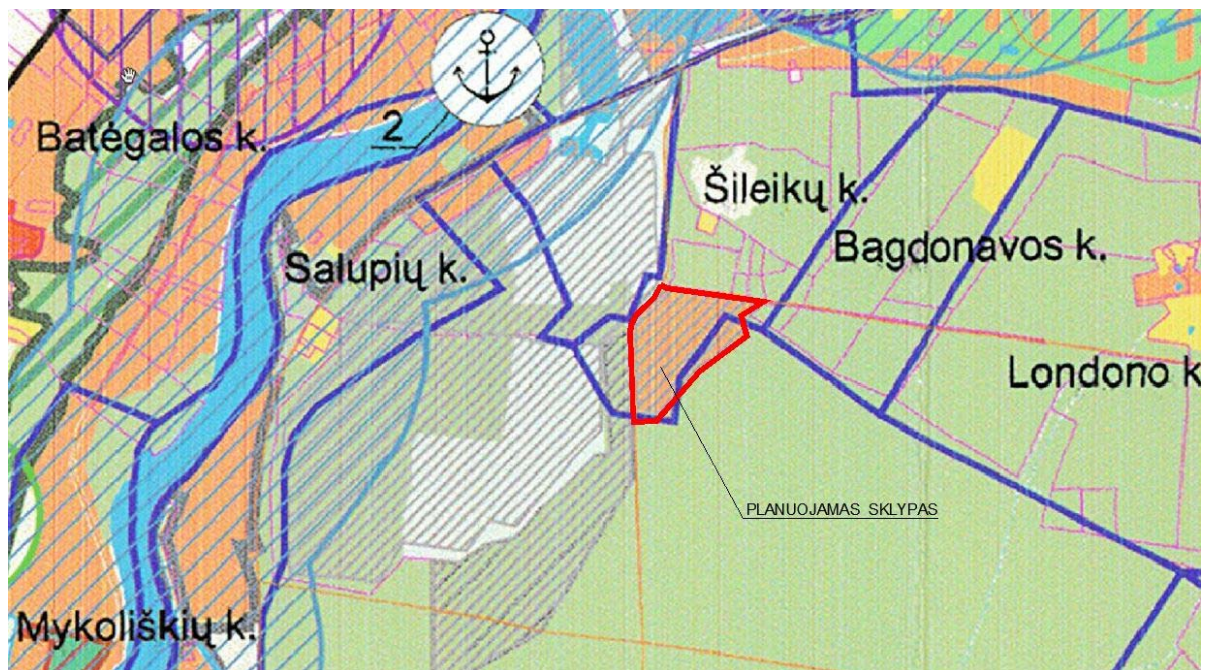 2
Batėgalos k.
Šileikų k.
Bagdonavos k.
Salupių k.
Londono k
PLANUOJAMAS SKLYPAS
Mykoliškių k.